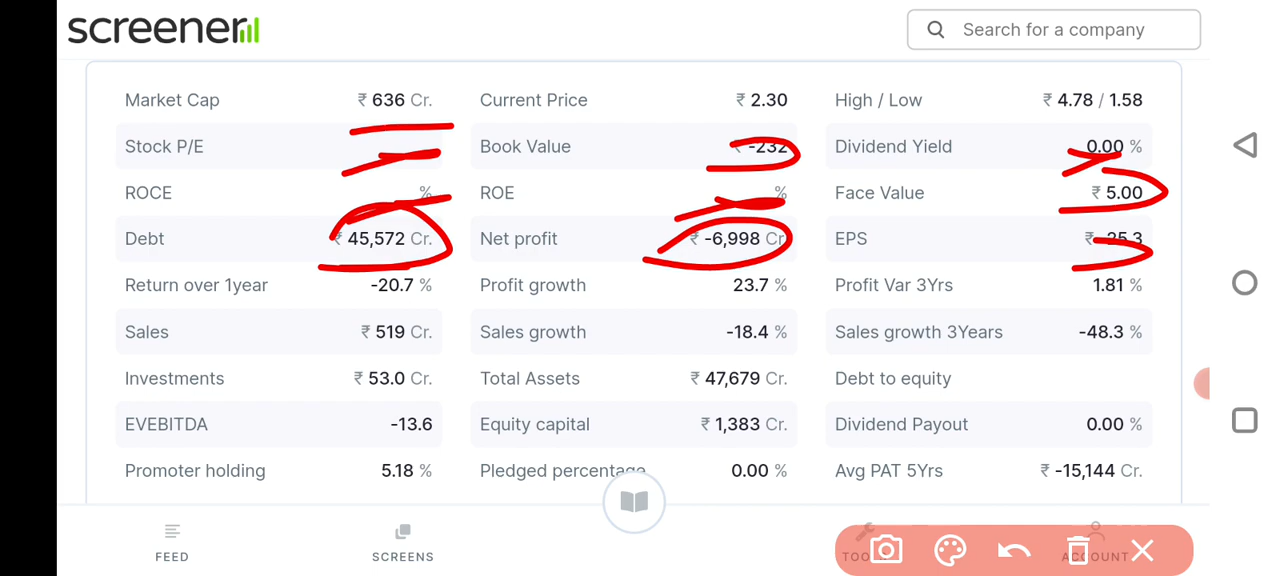 screener
Search for a company
Market Cap ₹ 636 Cr. Current Price ₹ 2.30 High / Low ₹ 4.78 / 1.58
Stock P/E Book Value ₹ -232 Dividend Yield 0.00 %
ROCE % ROE % Face Value ₹ 5.00
Debt ₹ 45,572 Cr. Net profit ₹ -6,998 Cr. EPS ₹ -25.3
Return over 1year -20.7 % Profit growth 23.7 % Profit Var 3Yrs 1.81 %
Sales ₹ 519 Cr. Sales growth -18.4 % Sales growth 3Years -48.3 %
Investments ₹ 53.0 Cr. Total Assets ₹ 47,679 Cr. Debt to equity
EVEBITDA -13.6 Equity capital ₹ 1,383 Cr. Dividend Payout 0.00 %
Promoter holding 5.18 % Pledged percentage 0.00 % Avg PAT 5Yrs ₹ -15,144 Cr.
FEED SCREENS TOOLS ACCOUNT